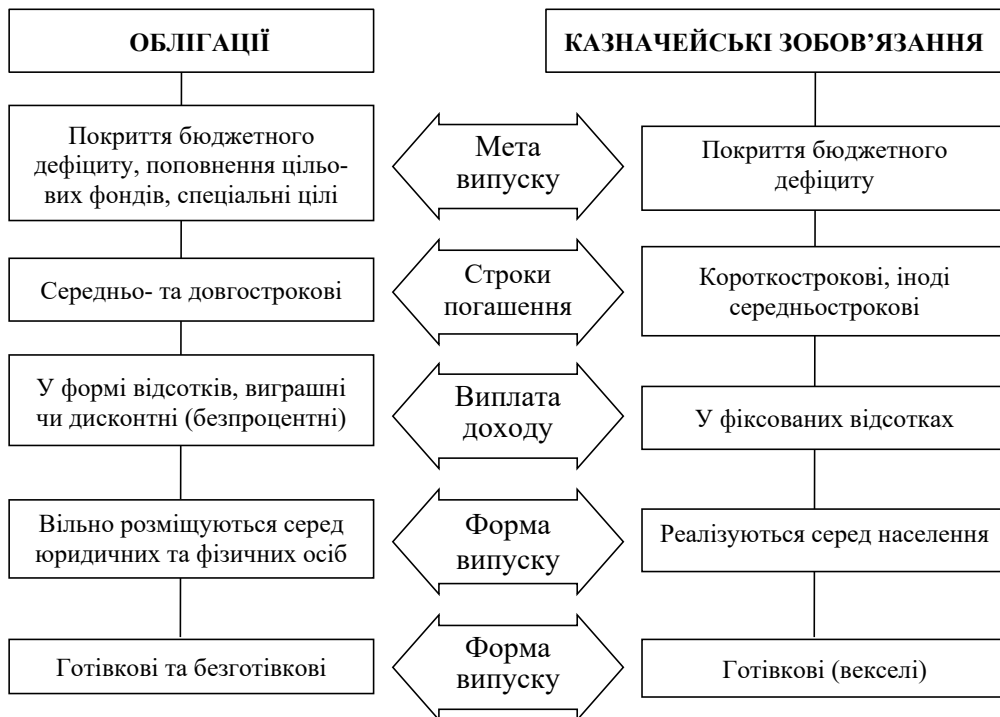 ОБЛІГАЦІЇ
КАЗНАЧЕЙСЬКІ ЗОБОВ’ЯЗАННЯ
Покриття бюджетного
дефіциту, поповнення цільо-
вих фондів, спеціальні цілі
Мета
випуску
Покриття бюджетного
дефіциту
Середньо- та довгострокові
Строки
погашення
Короткострокові, іноді
середньострокові
У формі відсотків, виграшні
чи дисконтні (безпроцентні)
Виплата
доходу
У фіксованих відсотках
Вільно розміщуються серед
юридичних та фізичних осіб
Форма
випуску
Реалізуються серед населення
Готівкові та безготівкові
Форма
випуску
Готівкові (векселі)